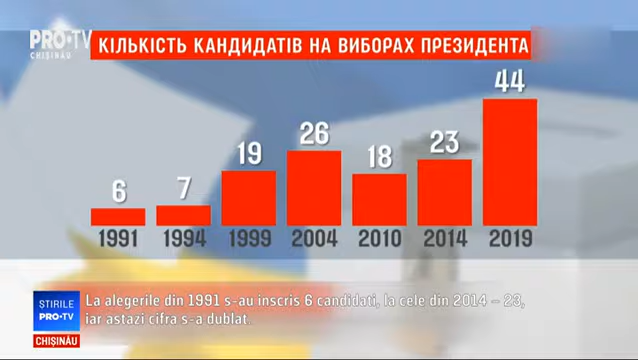 PRO•TV
CHIȘINĂU
КІЛЬКІСТЬ КАНДИДАТІВ НА ВИБОРАХ ПРЕЗИДЕНТА
6 7 19 26 18 23 44
1991 1994 1999 2004 2010 2014 2019
La alegerile din 1991 s-au inscris 6 candidati, la cele din 2014 – 23,
iar astazi cifra s-a dublat.
ȘTIRILE
PRO•TV
CHIȘINĂU